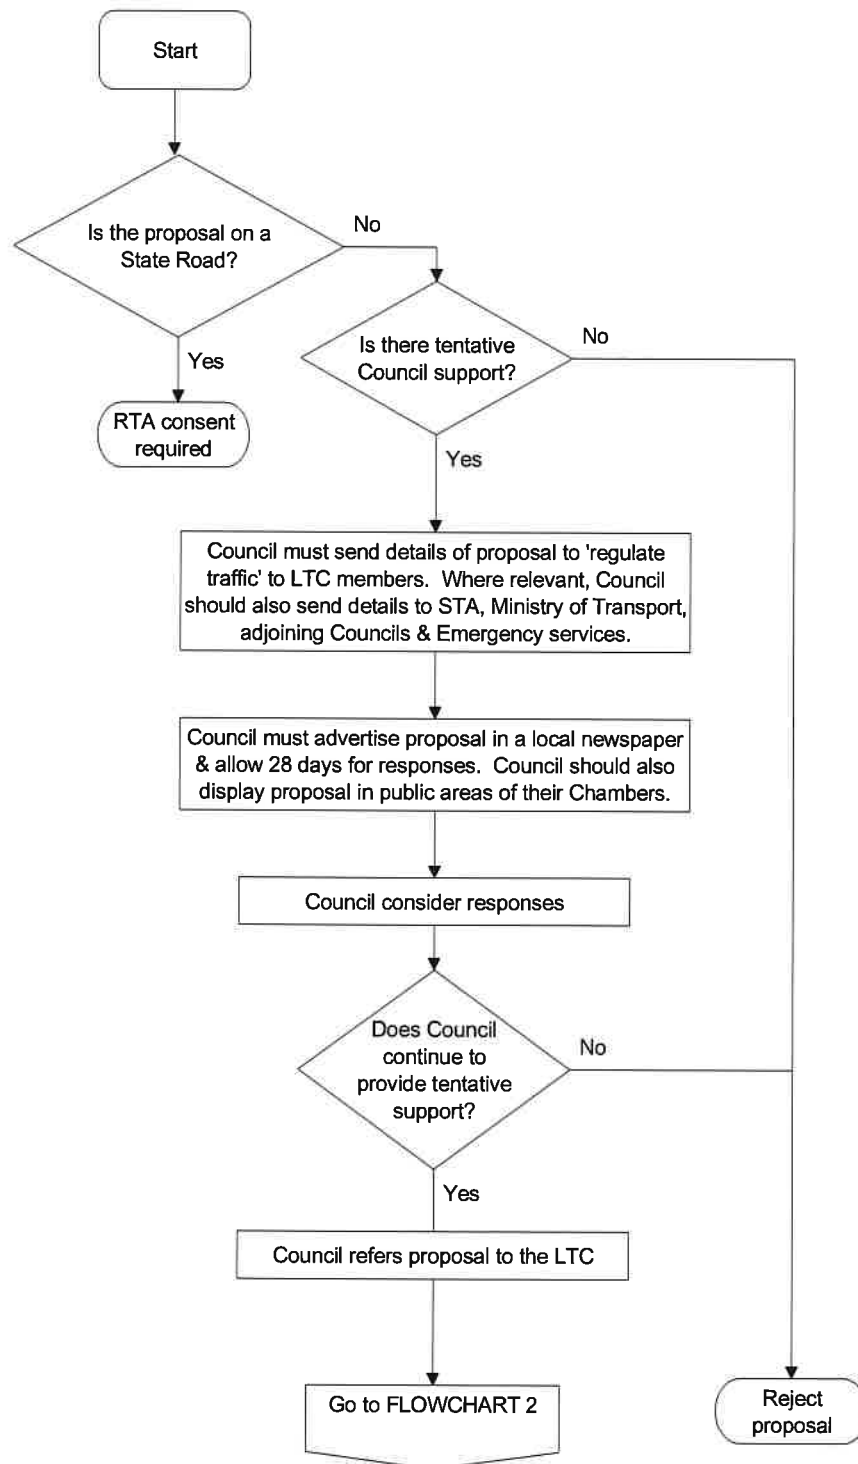 Start
Is the proposal on a
State Road?
No
Yes
RTA consent
required
Is there tentative
Council support?
No
Yes
Council must send details of proposal to 'regulate
traffic' to LTC members.  Where relevant, Council
should also send details to STA, Ministry of Transport,
adjoining Councils & Emergency services.
Council must advertise proposal in a local newspaper
& allow 28 days for responses.  Council should also
display proposal in public areas of their Chambers.
Council consider responses
Does Council
continue to
provide tentative
support?
No
Yes
Council refers proposal to the LTC
Go to FLOWCHART 2
Reject
proposal